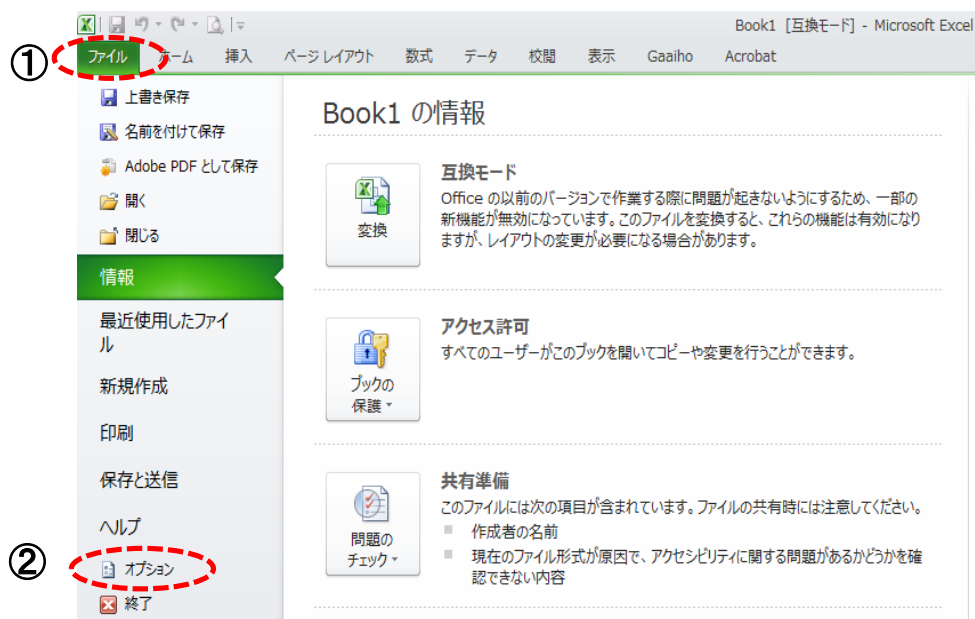 Book1 [互換モード] - Microsoft Excel
① ファイル ホーム 挿入 ページ レイアウト 数式 データ 校閲 表示 Gaaiho Acrobat
上書き保存
名前を付けて保存
Adobe PDF として保存
開く
閉じる
情報
最近使用したファイ
ル
新規作成
印刷
保存と送信
ヘルプ
② オプション
終了
Book1 の情報
変換
互換モード
Office の以前のバージョンで作業する際に問題が起きないようにするため、一部の
新機能が無効になっています。このファイルを変換すると、これらの機能は有効になり
ますが、レイアウトの変更が必要になる場合があります。
ブックの
保護
アクセス許可
すべてのユーザーがこのブックを開いてコピーや変更を行うことができます。
問題の
チェック
共有準備
このファイルには次の項目が含まれています。ファイルの共有時には注意してください。
作成者の名前
現在のファイル形式が原因で、アクセシビリティに関する問題があるかどうかを確
認できない内容